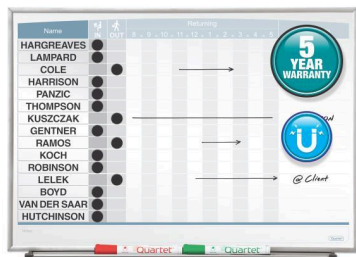 Name IN OUT Returning
8 . 9 . 10 . 11 . 12 . 1 . 2 . 3 . 4 . 5
HARGREAVES
LAMPARD
COLE
HARRISON
PANZIC
THOMPSON
KUSZCZAK
GENTNER
RAMOS
KOCH
ROBINSON
LELEK @ Client
BOYD
VAN DER SAAR
HUTCHINSON
5
YEAR
WARRANTY
U
Quartet Quartet